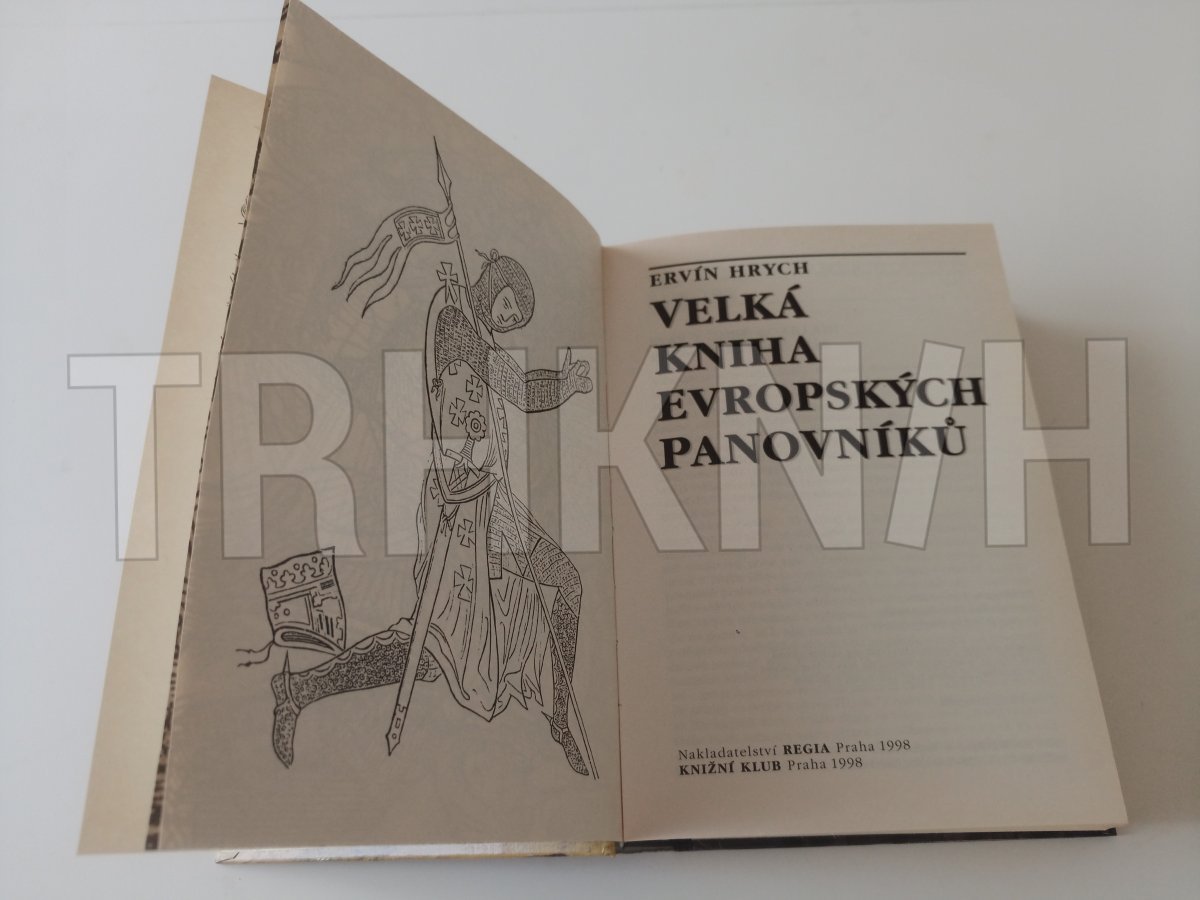 ERVÍN HRYCH
VELKÁ
KNIHA
EVROPSKÝCH
PANOVNÍKŮ
Nakladatelství REGIA Praha 1998
KNIŽNÍ KLUB Praha 1998
TRHKNIH